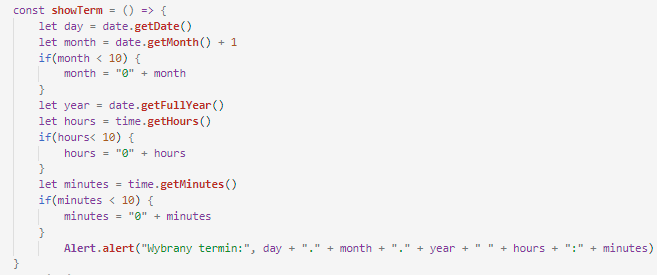 const showTerm = () => {
let day = date.getDate()
let month = date.getMonth() + 1
if(month < 10) {
month = "0" + month
}
let year = date.getFullYear()
let hours = time.getHours()
if(hours< 10) {
hours = "0" + hours
}
let minutes = time.getMinutes()
if(minutes < 10) {
minutes = "0" + minutes
}
Alert.alert("Wybrany termin:", day + "." + month + "." + year + " " + hours + ":" + minutes)
}